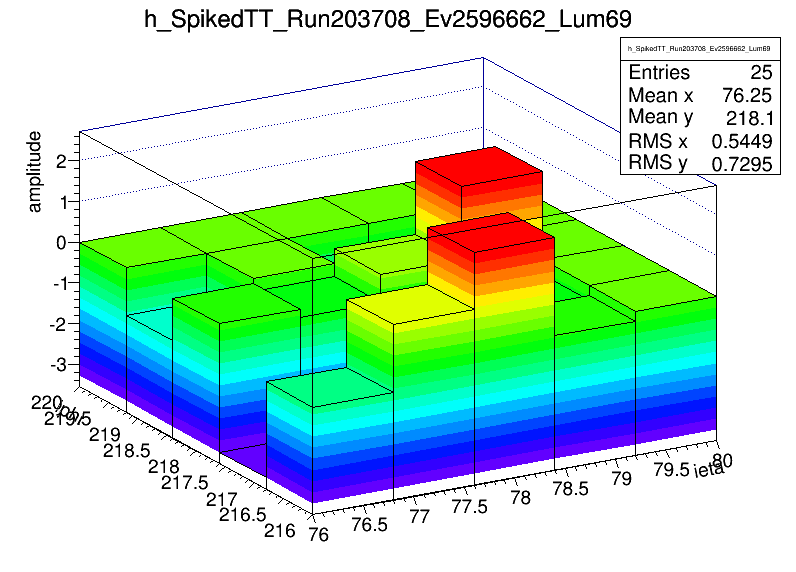 h_SpikedTT_Run203708_Ev2596662_Lum69
h_SpikedTT_Run203708_Ev2596662_Lum69
Entries 25
Mean x 76.25
Mean y 218.1
RMS x 0.5449
RMS y 0.7295
amplitude
2
1
0
-1
-2
-3
220
219.5
219
218.5
218
217.5
217
216.5
216
76
76.5
77
77.5
78
78.5
79
79.5
80
ieta